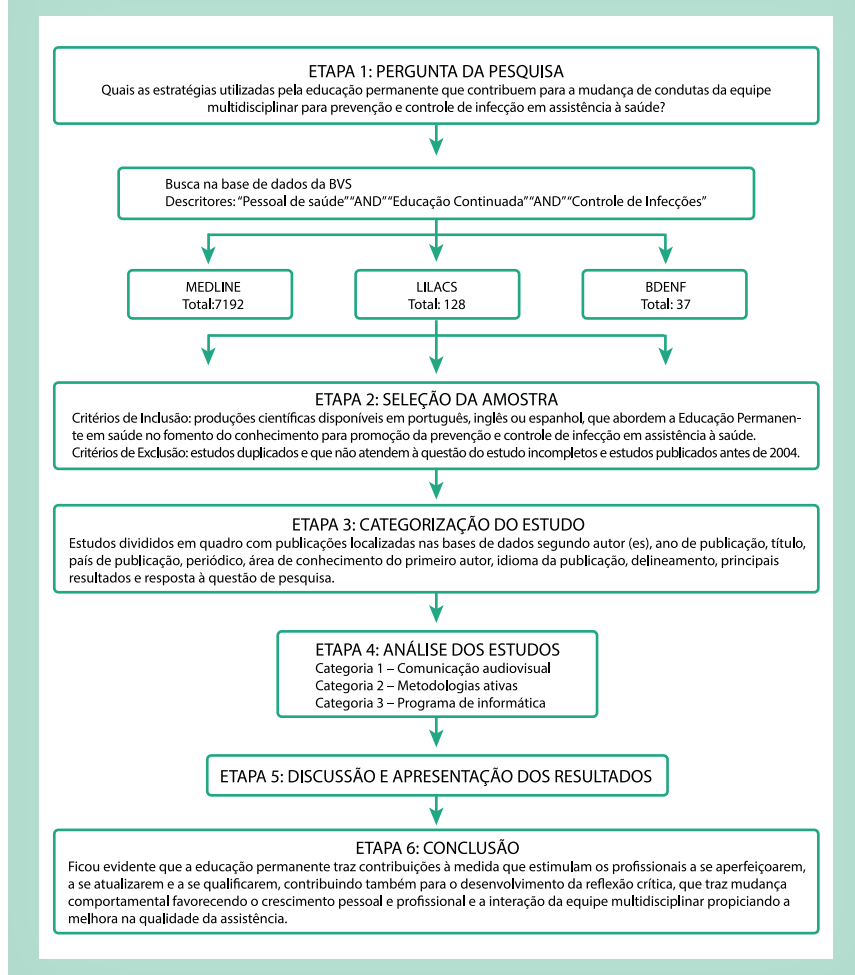 ETAPA 1: PERGUNTA DA PESQUISA
Quais as estratégias utilizadas pela educação permanente que contribuem para a mudança de condutas da equipe
multidisciplinar para prevenção e controle de infecção em assistência à saúde?
Busca na base de dados da BVS
Descritores: “Pessoal de saúde”“AND”“Educação Continuada”“AND”“Controle de Infecções”
MEDLINE
Total:7192
LILACS
Total: 128
BDENF
Total: 37
ETAPA 2: SELEÇÃO DA AMOSTRA
Critérios de Inclusão: produções científicas disponíveis em português, inglês ou espanhol, que abordem a Educação Permanen-
te em saúde no fomento do conhecimento para promoção da prevenção e controle de infecção em assistência à saúde.
Critérios de Exclusão: estudos duplicados e que não atendem à questão do estudo incompletos e estudos publicados antes de 2004.
ETAPA 3: CATEGORIZAÇÃO DO ESTUDO
Estudos divididos em quadro com publicações localizadas nas bases de dados segundo autor (es), ano de publicação, título,
país de publicação, periódico, área de conhecimento do primeiro autor, idioma da publicação, delineamento, principais
resultados e resposta à questão de pesquisa.
ETAPA 4: ANÁLISE DOS ESTUDOS
Categoria 1 – Comunicação audiovisual
Categoria 2 – Metodologias ativas
Categoria 3 – Programa de informática
ETAPA 5: DISCUSSÃO E APRESENTAÇÃO DOS RESULTADOS
ETAPA 6: CONCLUSÃO
Ficou evidente que a educação permanente traz contribuições à medida que estimulam os profissionais a se aperfeiçoarem,
a se atualizarem e a se qualificarem, contribuindo também para o desenvolvimento da reflexão crítica, que traz mudança
comportamental favorecendo o crescimento pessoal e profissional e a interação da equipe multidisciplinar propiciando a
melhora na qualidade da assistência.